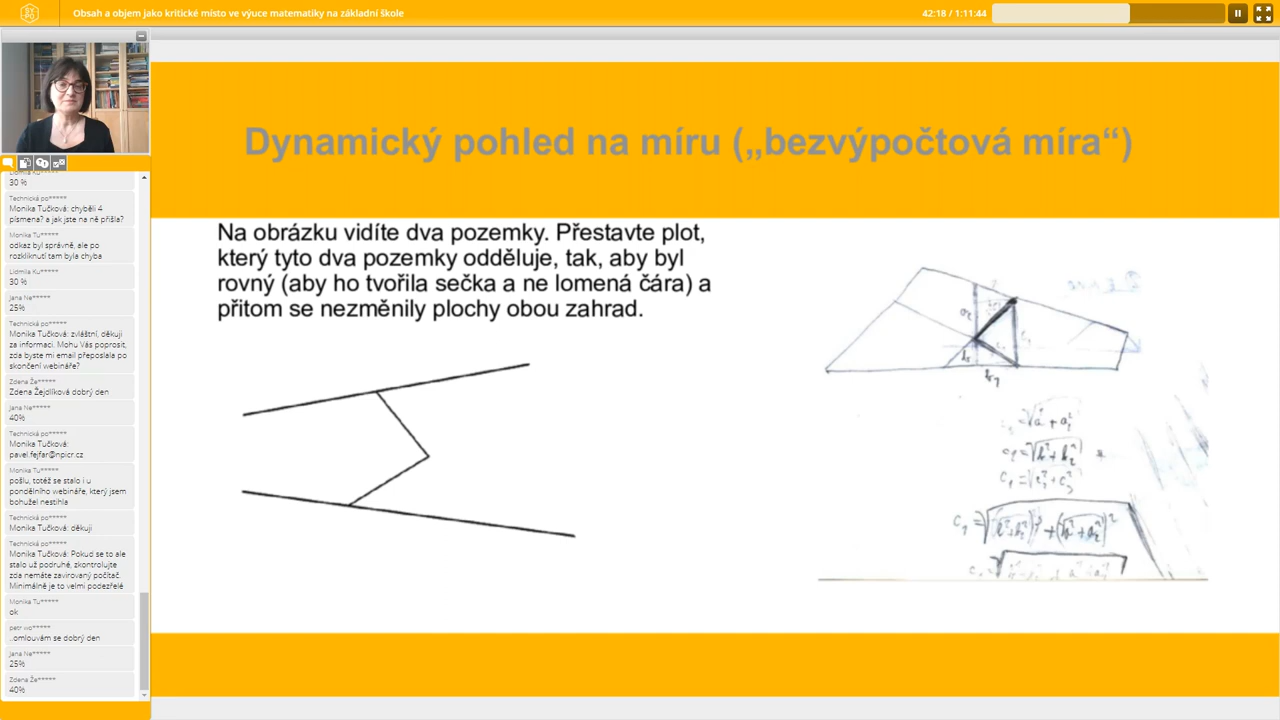 Obsah a objem jako kritické místo ve výuce matematiky na základní škole
42:18 / 1:11:44
30 %
Technická po*****
Monika Tučková: chyběli 4
písmena? a jak jste na ně přišla?
Monika Tu*****
odkaz byl správně, ale po
rozkliknutí tam byla chyba
Lidmila Ku*****
30 %
Jana Ne*****
25%
Technická po*****
Monika Tučková: zvláštní, děkuji
za informaci. Mohu Vás poprosit,
zda byste mi email přeposlala po
skončení webináře?
Zdena Že*****
Zdena Žejdlíková dobrý den
Jana Ne*****
40%
Technická po*****
Monika Tučková:
pavel.fejfar@npicr.cz
Monika Tu*****
pošlu, totéž se stalo i u
pondělního webináře, který jsem
bohužel nestihla
Technická po*****
Monika Tučková: děkuji
Technická po*****
Monika Tučková: Pokud se to ale
stalo už podruhé, zkontrolujte
zda nemáte zavirovaný počítač.
Minimálně je to velmi podezřelé
Monika Tu*****
ok
petr vo*****
..omlouvám se dobrý den
Jana Ne*****
25%
Zdena Že*****
40%
Dynamický pohled na míru („bezvýpočtová míra“)
Na obrázku vidíte dva pozemky. Přestavte plot,
který tyto dva pozemky odděluje, tak, aby byl
rovný (aby ho tvořila sečka a ne lomená čára) a
přitom se nezměnily plochy obou zahrad.